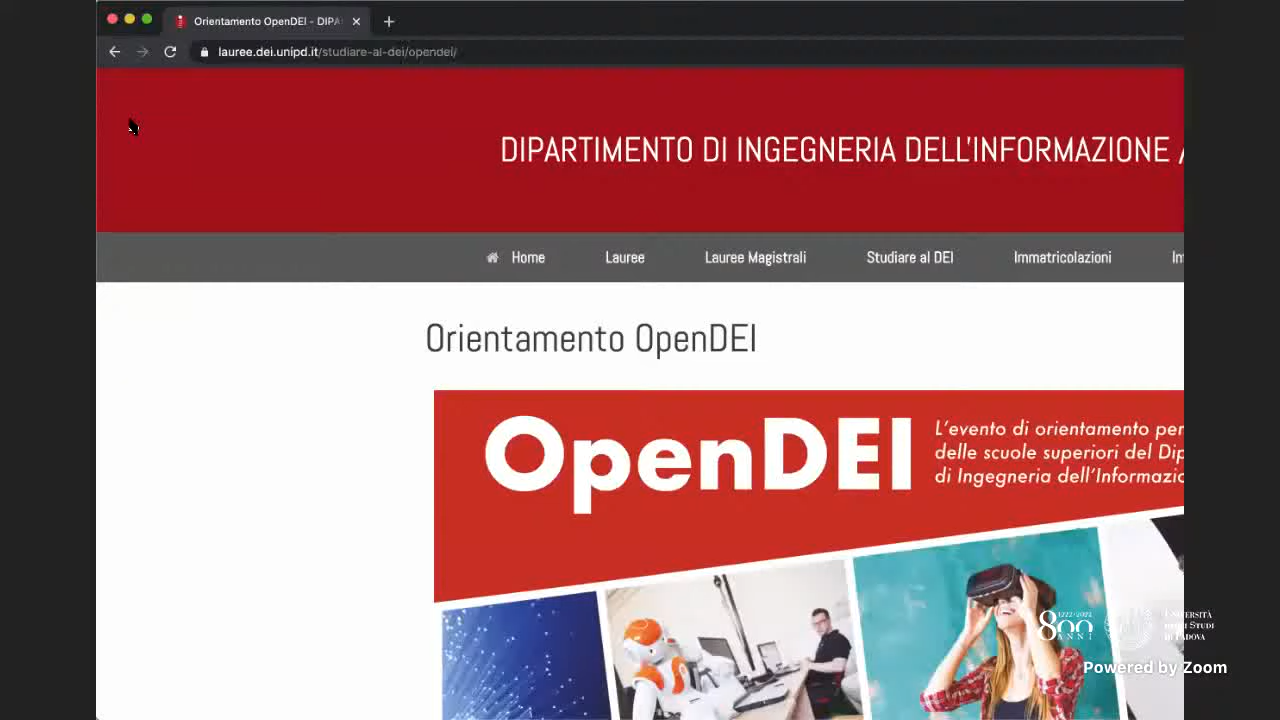 Orientamento OpenDEI - DIPA
lauree.dei.unipd.it/studiare-al-dei/opendei/
DIPARTIMENTO DI INGEGNERIA DELL'INFORMAZIONE /
Home Lauree Lauree Magistrali Studiare al DEI Immatricolazioni
Orientamento OpenDEI
OpenDEI
L'evento di orientamento per
delle scuole superiori del Dip
di Ingegneria dell'Informazio
1222·2022
800
ANNI
UNIVERSITÀ
DEGLI STUDI
DI PADOVA
Powered by Zoom